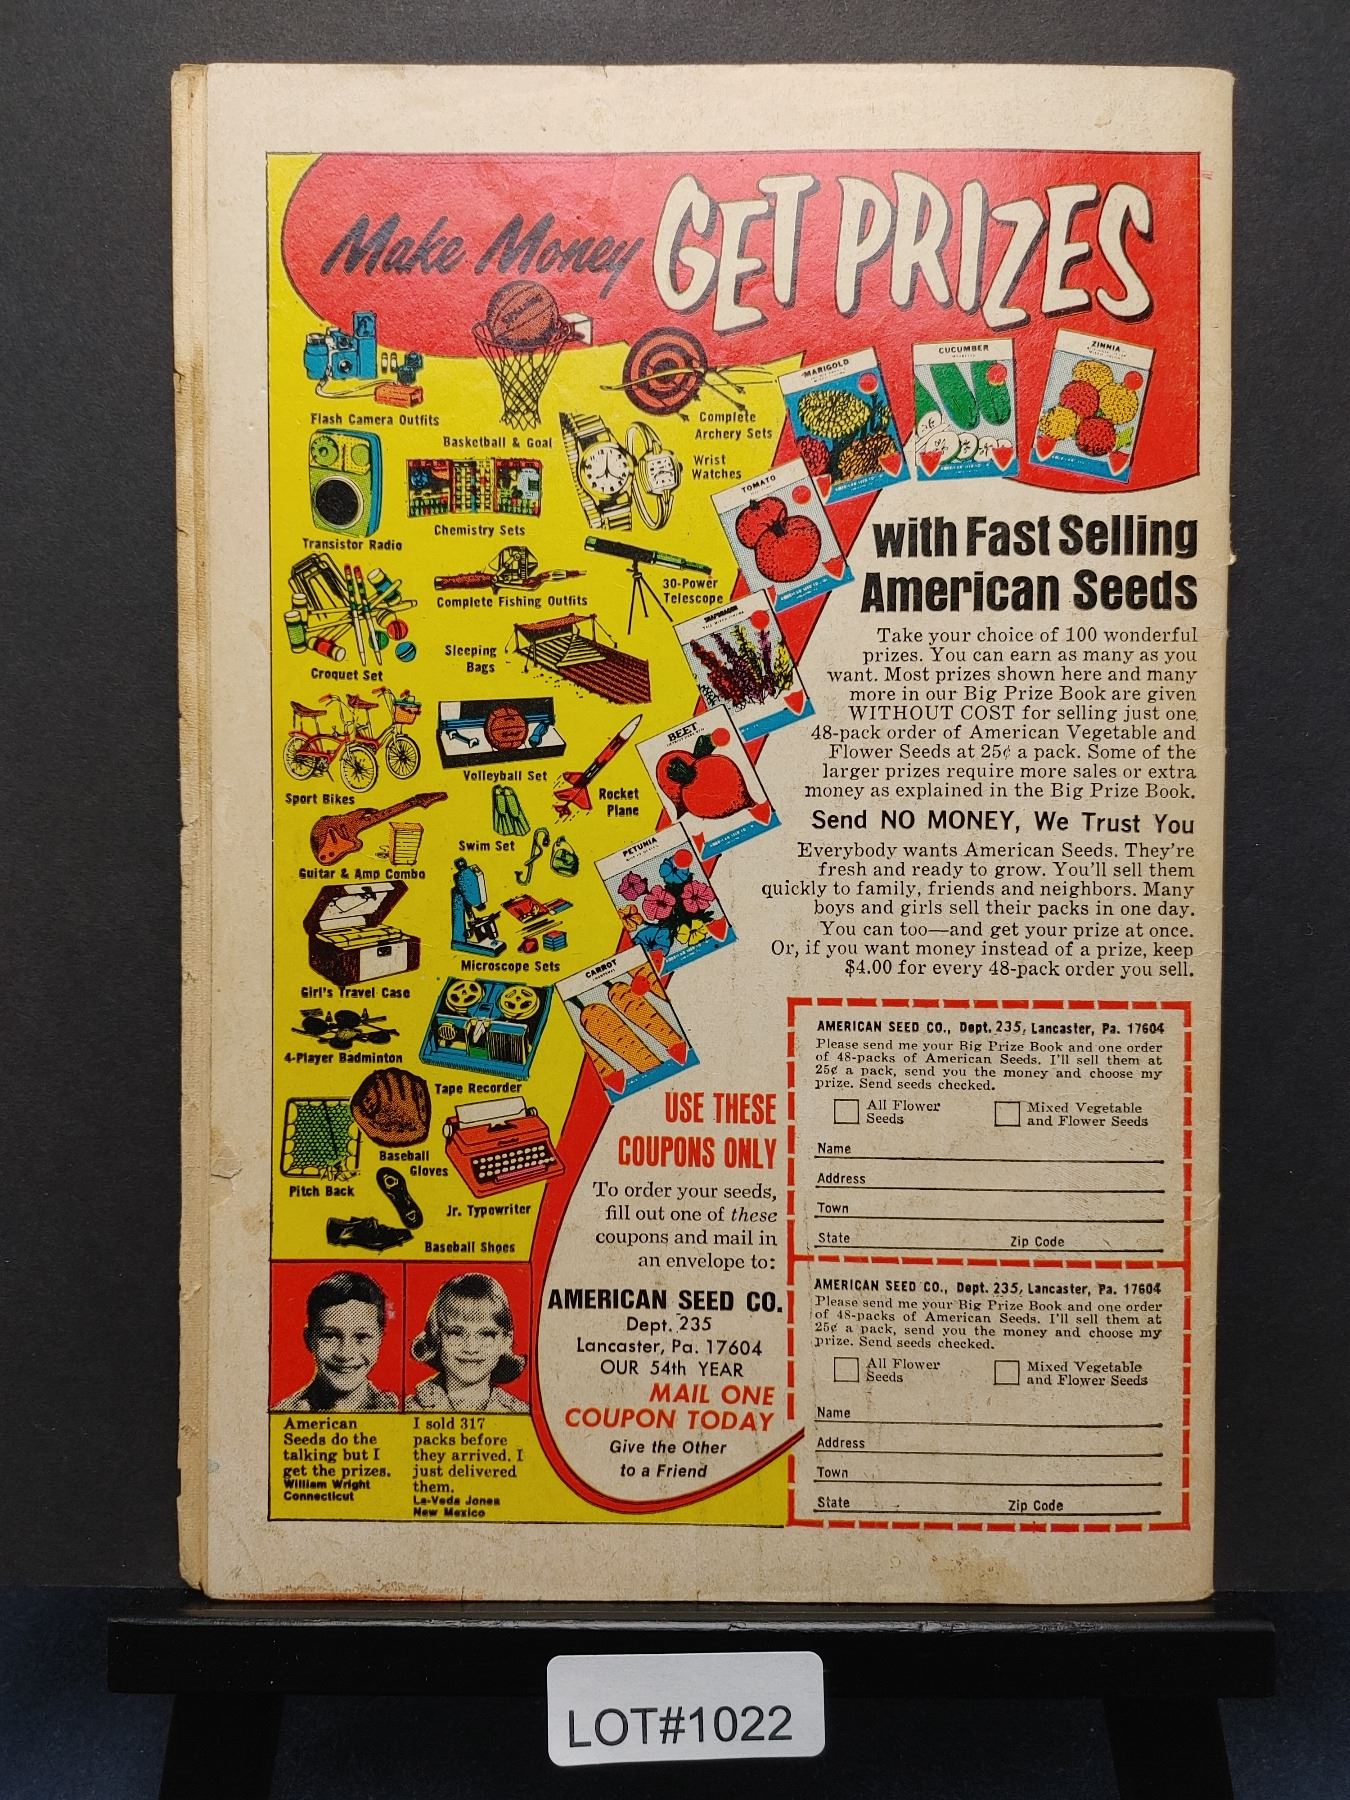 Make Money GET PRIZES
SPALDING
Flash Camera Outfits
Basketball & Goal
Complete
Archery Sets
Wrist
Watches
Transistor Radio
Chemistry Sets
Complete Fishing Outfits
30-Power
Telescope
Croquet Set
Sleeping
Bags
Sport Bikes
Volleyball Set
Rocket
Plane
Swim Set
Guitar & Amp Combo
Girl's Travel Case
Microscope Sets
4-Player Badminton
Tape Recorder
Pitch Back
Baseball
Gloves
Jr. Typewriter
Baseball Shoes
MARIGOLD
CUCUMBER
ZINNIA
TOMATO
SNAPDRAGON
BEET
PETUNIA
CARROT
with Fast Selling
American Seeds
Take your choice of 100 wonderful
prizes. You can earn as many as you
want. Most prizes shown here and many
more in our Big Prize Book are given
WITHOUT COST for selling just one
48-pack order of American Vegetable and
Flower Seeds at 25¢ a pack. Some of the
larger prizes require more sales or extra
money as explained in the Big Prize Book.
Send NO MONEY, We Trust You
Everybody wants American Seeds. They're
fresh and ready to grow. You'll sell them
quickly to family, friends and neighbors. Many
boys and girls sell their packs in one day.
You can too—and get your prize at once.
Or, if you want money instead of a prize, keep
$4.00 for every 48-pack order you sell.
USE THESE
COUPONS ONLY
To order your seeds,
fill out one of these
coupons and mail in
an envelope to:
AMERICAN SEED CO.
Dept. 235
Lancaster, Pa. 17604
OUR 54th YEAR
MAIL ONE
COUPON TODAY
Give the Other
to a Friend
AMERICAN SEED CO., Dept. 235, Lancaster, Pa. 17604
Please send me your Big Prize Book and one order
of 48-packs of American Seeds. I'll sell them at
25¢ a pack, send you the money and choose my
prize. Send seeds checked.
All Flower
Seeds
Mixed Vegetable
and Flower Seeds
Name
Address
Town
State Zip Code
AMERICAN SEED CO., Dept. 235, Lancaster, Pa. 17604
Please send me your Big Prize Book and one order
of 48-packs of American Seeds. I'll sell them at
25¢ a pack, send you the money and choose my
prize. Send seeds checked.
All Flower
Seeds
Mixed Vegetable
and Flower Seeds
Name
Address
Town
State Zip Code
American
Seeds do the
talking but I
get the prizes.
William Wright
Connecticut
I sold 317
packs before
they arrived. I
just delivered
them.
La-Veda Jones
New Mexico
LOT#1022